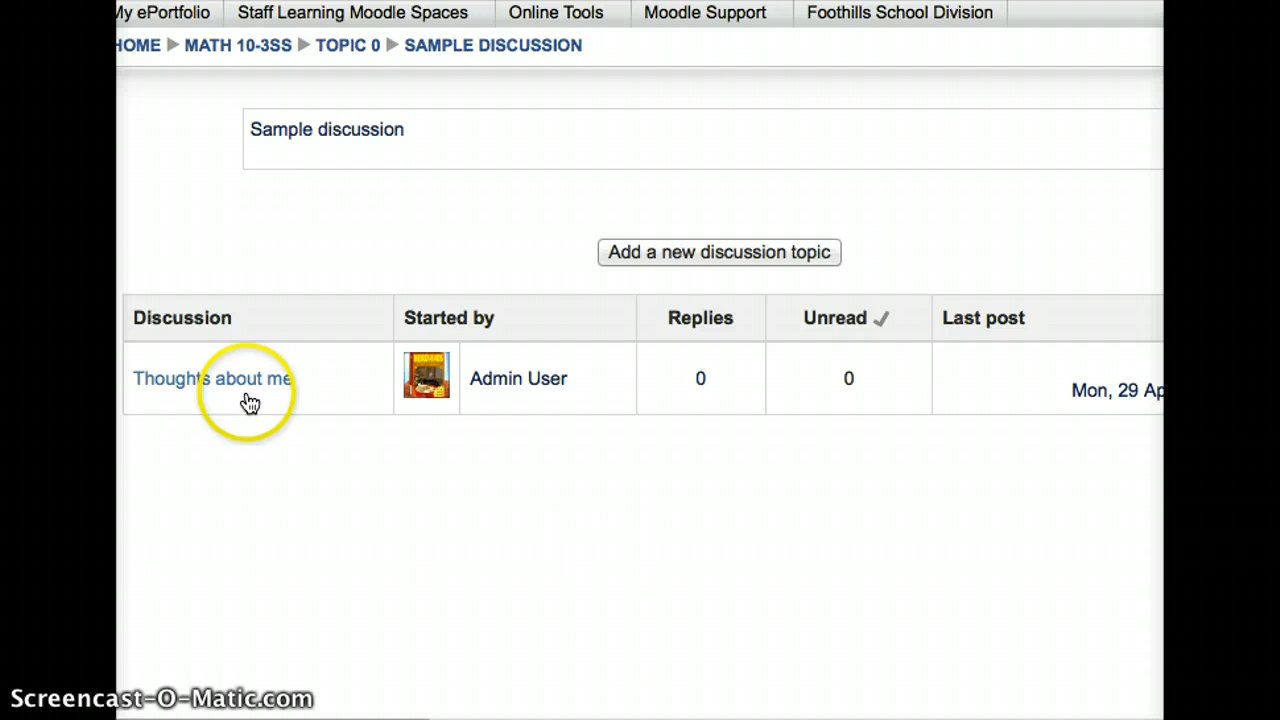 My ePortfolio Staff Learning Moodle Spaces Online Tools Moodle Support Foothills School Division
HOME MATH 10-3SS TOPIC 0 SAMPLE DISCUSSION
Sample discussion
Add a new discussion topic
Discussion Started by Replies Unread Last post
Thoughts about me Admin User 0 0
Mon, 29 Ap
Screencast-O-Matic.com